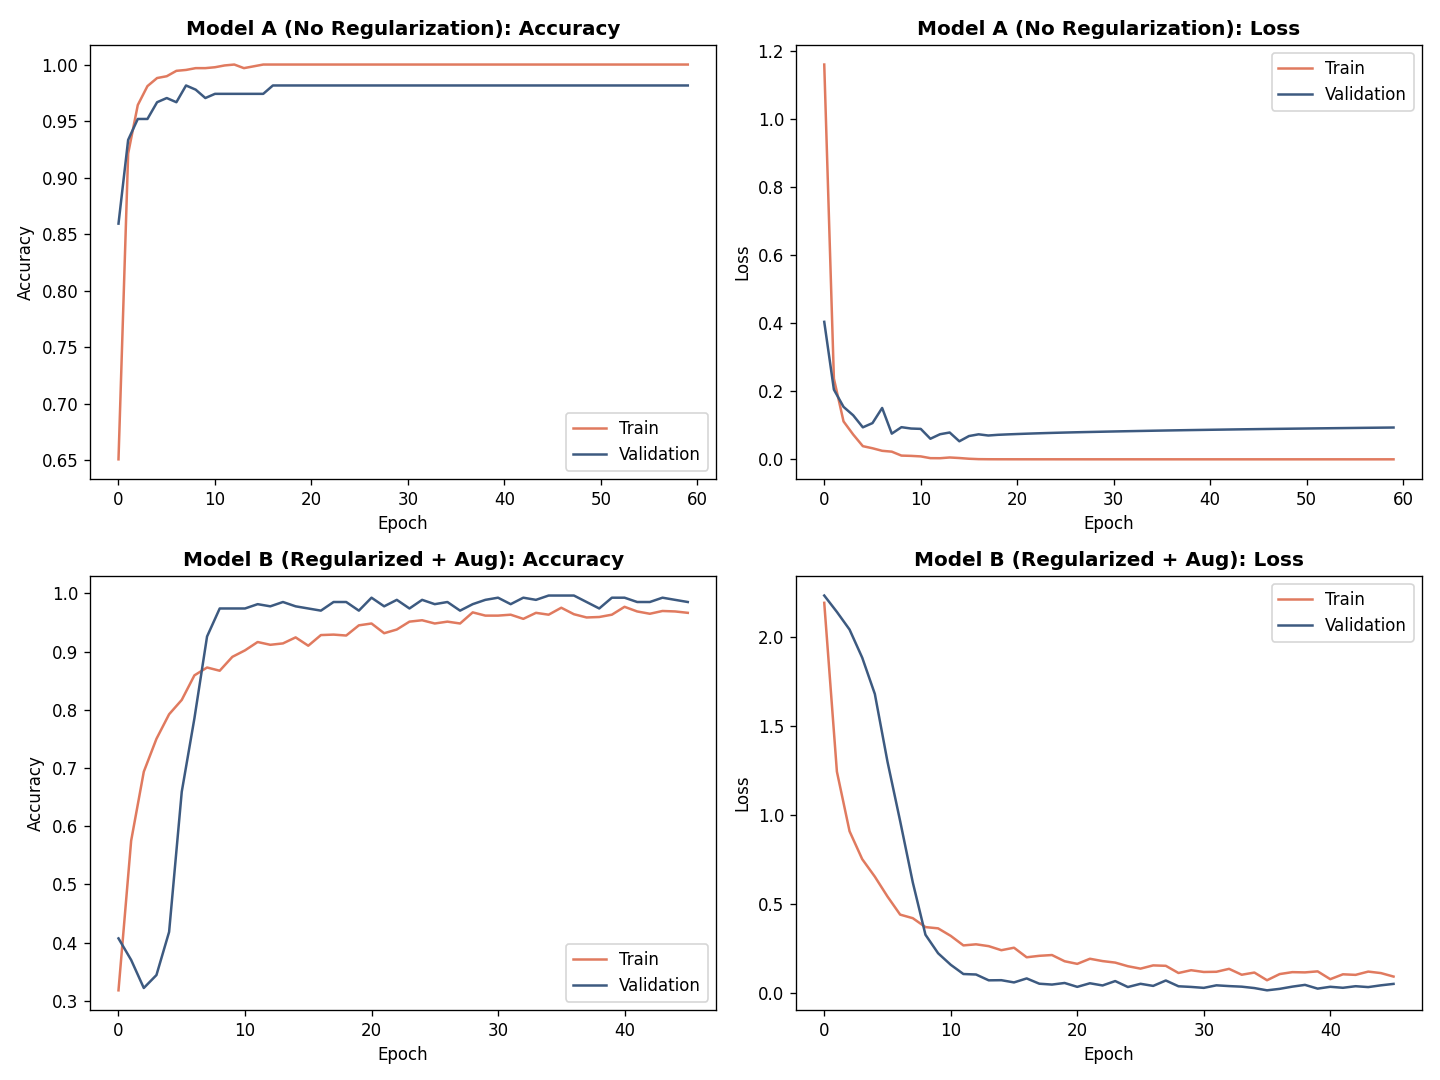 Model A (No Regularization): Accuracy
1.00
0.95
0.90
0.85
0.80
0.75
0.70
0.65
Accuracy
0 10 20 30 40 50 60
Epoch
Train
Validation
Model A (No Regularization): Loss
1.2
1.0
0.8
0.6
0.4
0.2
0.0
Loss
0 10 20 30 40 50 60
Epoch
Train
Validation
Model B (Regularized + Aug): Accuracy
1.0
0.9
0.8
0.7
0.6
0.5
0.4
0.3
Accuracy
0 10 20 30 40
Epoch
Train
Validation
Model B (Regularized + Aug): Loss
2.0
1.5
1.0
0.5
0.0
Loss
0 10 20 30 40
Epoch
Train
Validation